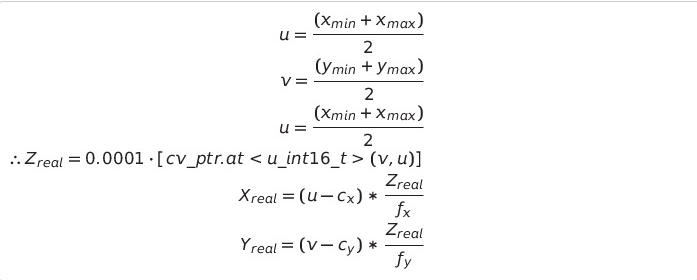 u = (x_min + x_max) / 2
v = (y_min + y_max) / 2
u = (x_min + x_max) / 2
∴ Z_real = 0.0001 · [cv_ptr.at < u_int16_t > (v, u)]
X_real = (u − c_x) * Z_real / f_x
Y_real = (v − c_y) * Z_real / f_y